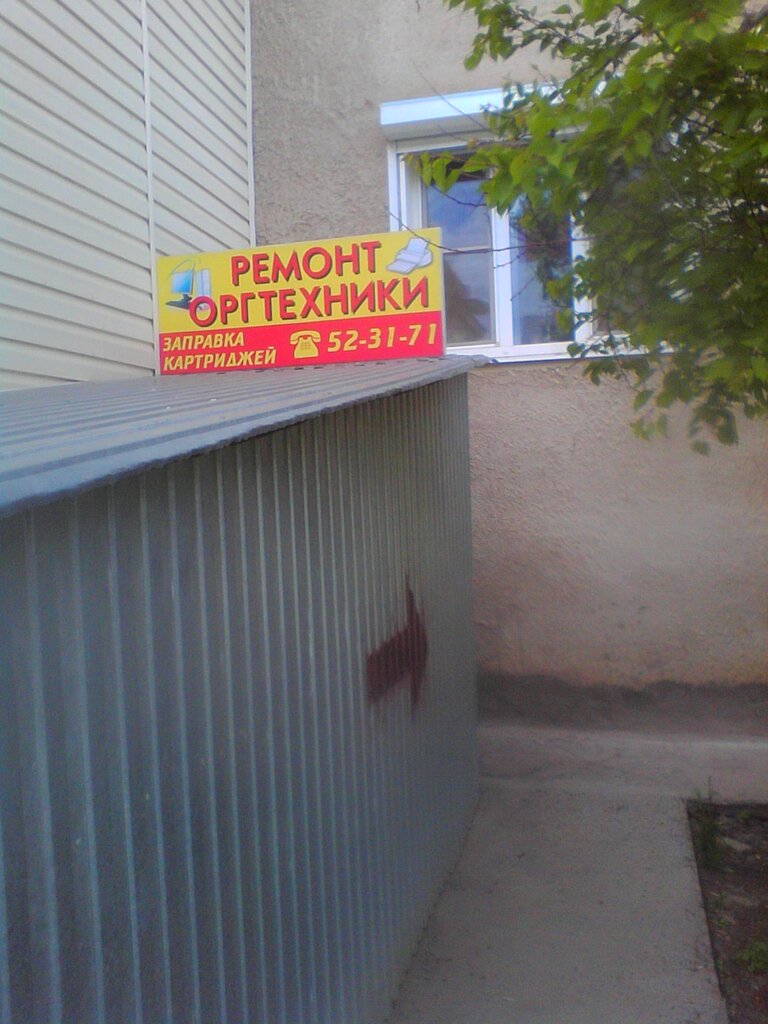 РЕМОНТ
ОРГТЕХНИКИ
ЗАПРАВКА
КАРТРИДЖЕЙ
52-31-71